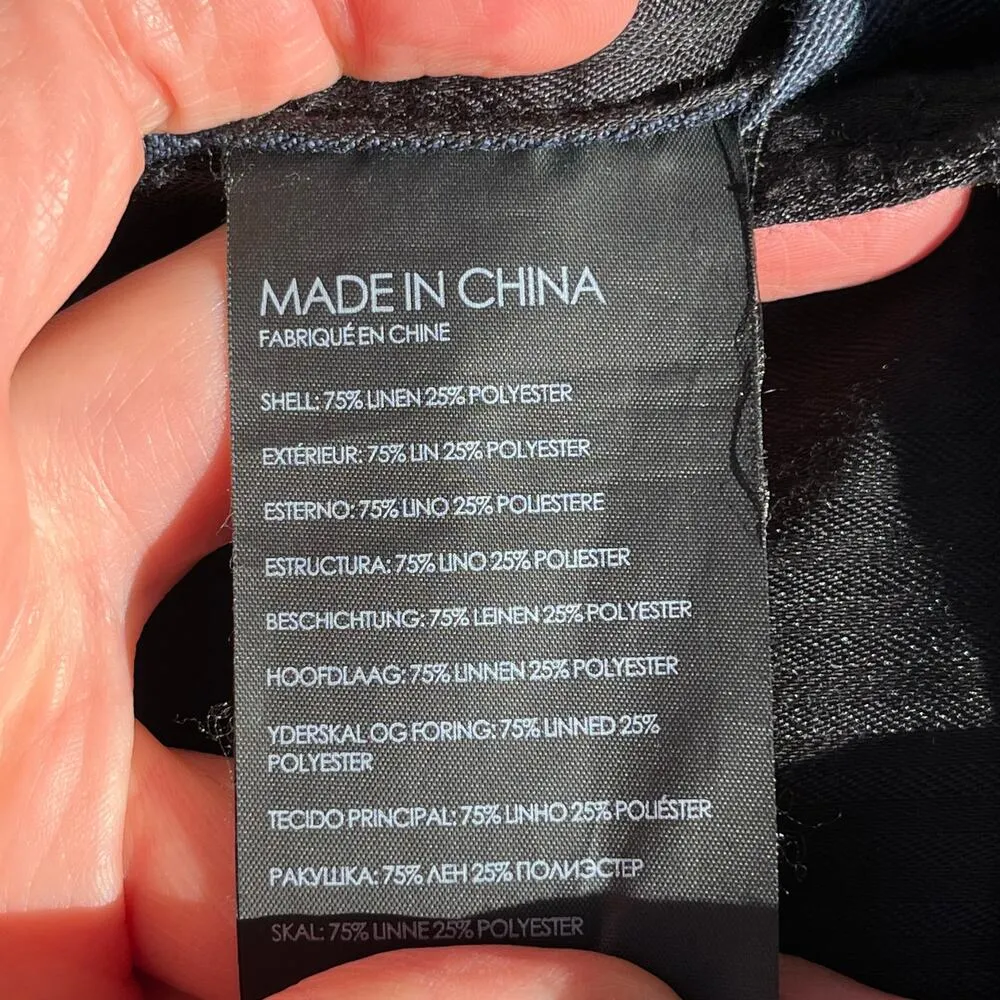 MADE IN CHINA
FABRIQUÉ EN CHINE
SHELL: 75% LINEN 25% POLYESTER
EXTÉRIEUR: 75% LIN 25% POLYESTER
ESTERNO: 75% LINO 25% POLIESTERE
ESTRUCTURA: 75% LINO 25% POLIESTER
BESCHICHTUNG: 75% LEINEN 25% POLYESTER
HOOFDLAAG: 75% LINNEN 25% POLYESTER
YDERSKAL OG FORING: 75% LINNED 25%
POLYESTER
TECIDO PRINCIPAL: 75% LINHO 25% POLIÉSTER
РАКУШКА: 75% ЛЕН 25% ПОЛИЭСТЕР
SKAL: 75% LINNE 25% POLYESTER